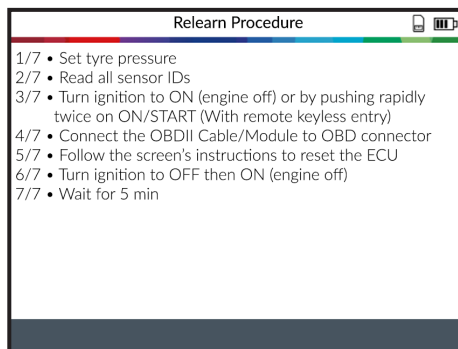 Relearn Procedure
1/7 • Set tyre pressure
2/7 • Read all sensor IDs
3/7 • Turn ignition to ON (engine off) or by pushing rapidly
twice on ON/START (With remote keyless entry)
4/7 • Connect the OBDII Cable/Module to OBD connector
5/7 • Follow the screen's instructions to reset the ECU
6/7 • Turn ignition to OFF then ON (engine off)
7/7 • Wait for 5 min